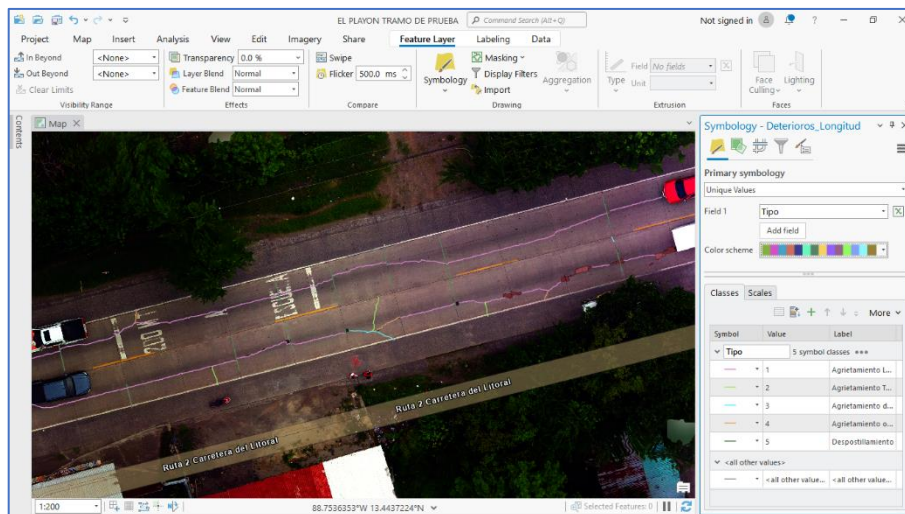 EL PLAYON TRAMO DE PRUEBA
Command Search (Alt+Q)
Not signed in
?
Project Map Insert Analysis View Edit Imagery Share Feature Layer Labeling Data
In Beyond <None>
Out Beyond <None>
Clear Limits
Visibility Range
Transparency 0.0 %
Layer Blend Normal
Feature Blend Normal
Effects
Swipe
Flicker 500.0 ms
Compare
Symbology
Masking
Display Filters
Import
Aggregation
Drawing
Type
Field No fields
Unit
Extrusion
Face Culling
Lighting
Faces
Contents
Map
Ruta 2 Carretera del Litoral
Ruta 2 Carretera del Litoral
1:200
88.7536353°W 13.4437224°N
Selected Features: 0
Symbology - Deterioros_Longitud
Primary symbology
Unique Values
Field 1 Tipo
Add field
Color scheme
Classes Scales
More
Symbol Value Label
Tipo 5 symbol classes
1 Agrietamiento L...
2 Agrietamiento T...
3 Agrietamiento d...
4 Agrietamiento o...
5 Despostillamiento
<all other values>
<all other value... <all other value...